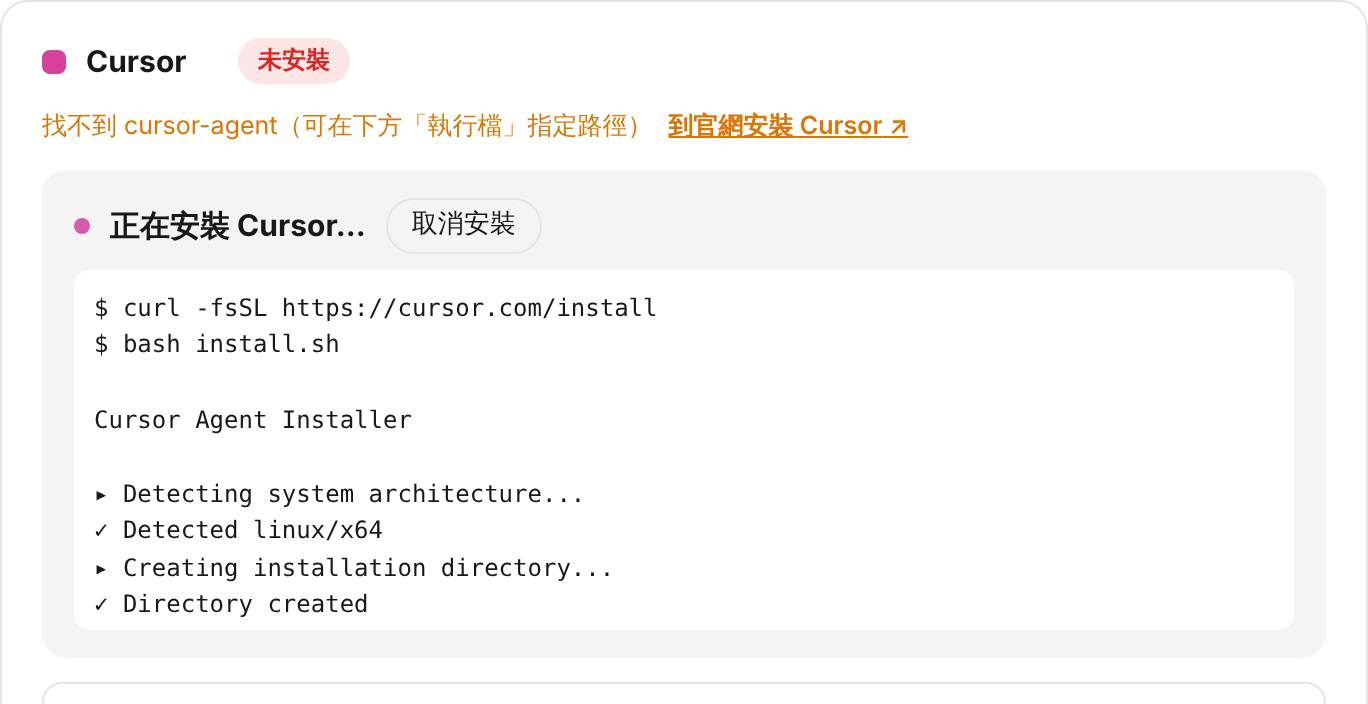 Cursor 未安裝
找不到 cursor-agent（可在下方「執行檔」指定路徑） 到官網安裝 Cursor ↗
正在安裝 Cursor... 取消安裝
$ curl -fsSL https://cursor.com/install
$ bash install.sh
Cursor Agent Installer
▸ Detecting system architecture...
✓ Detected linux/x64
▸ Creating installation directory...
✓ Directory created